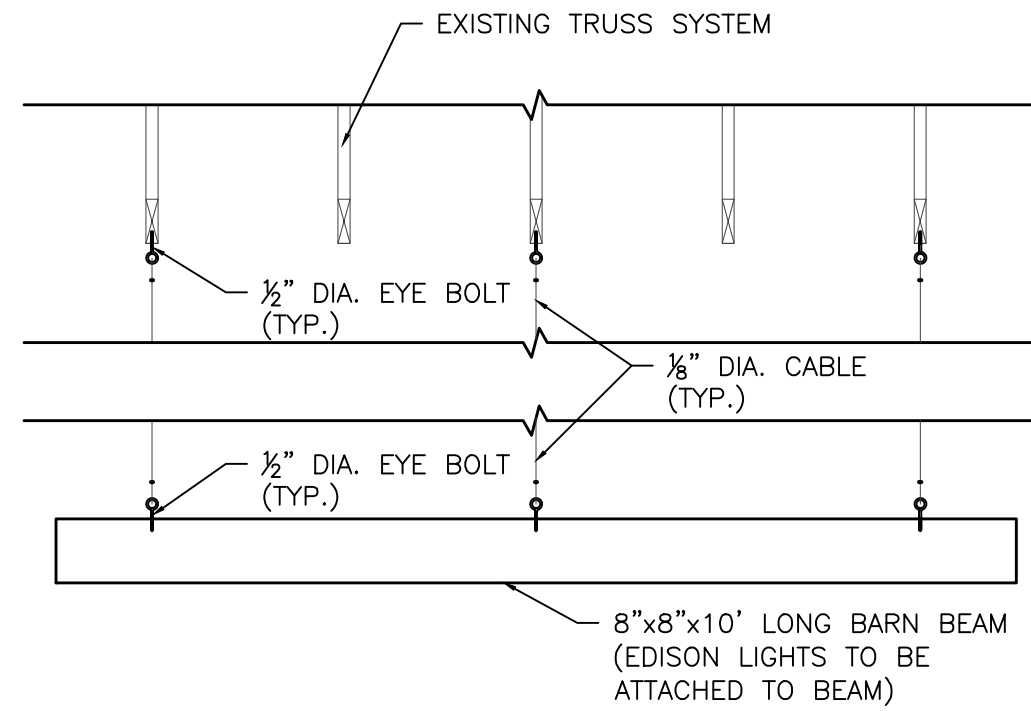 EXISTING TRUSS SYSTEM
½” DIA. EYE BOLT
(TYP.)
⅛” DIA. CABLE
(TYP.)
½” DIA. EYE BOLT
(TYP.)
8”x8”x10’ LONG BARN BEAM
(EDISON LIGHTS TO BE
ATTACHED TO BEAM)